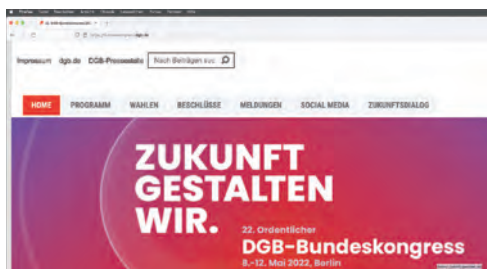 Impressum dgb.de DGB-Pressestelle Nach Beiträgen suc
HOME PROGRAMM WAHLEN BESCHLÜSSE MELDUNGEN SOCIAL MEDIA ZUKUNFTSDIALOG
ZUKUNFT
GESTALTEN
WIR.
22. Ordentlicher
DGB-Bundeskongress
8.-12. Mai 2022, Berlin